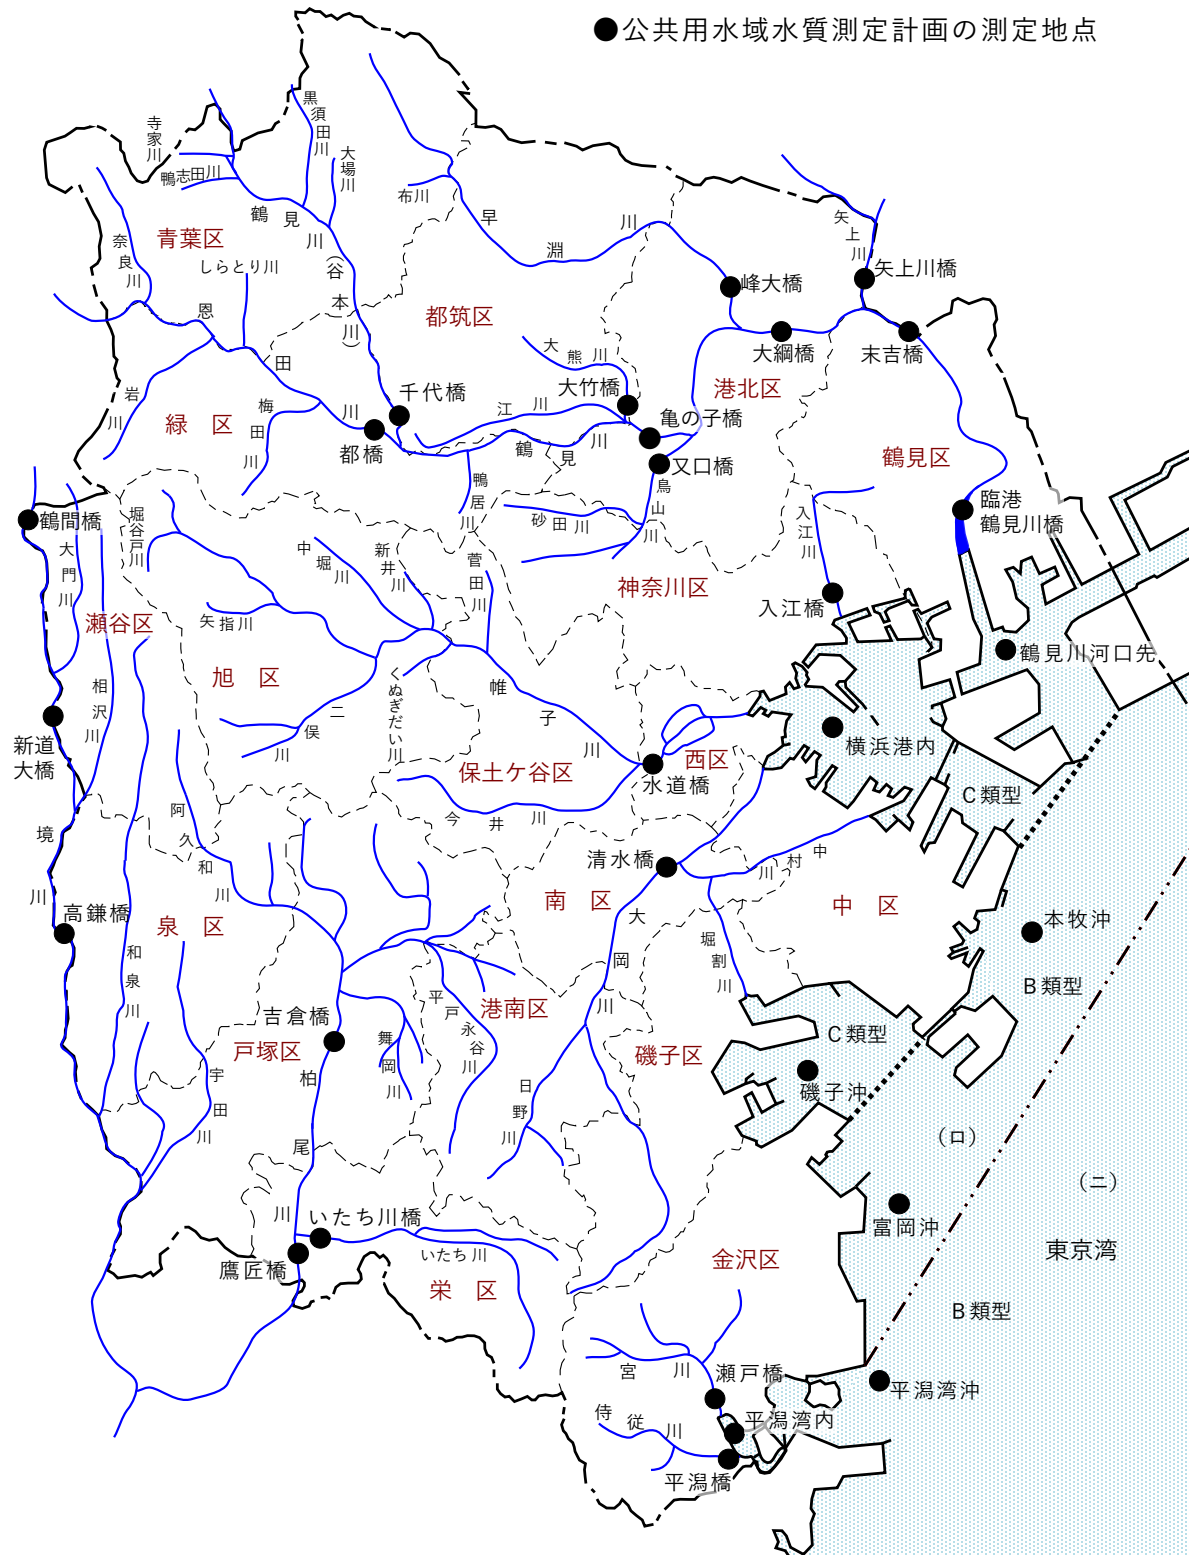 ●公共用水域水質測定計画の測定地点
寺家川
黒須田川
大場川
鴨志田川
布川
早淵川
鶴見川(谷本川)
矢上川
奈良川
青葉区
しらとり川
矢上川橋
峰大橋
恩田川
都筑区
大綱橋
末吉橋
大熊川
岩川
千代橋
大竹橋
港北区
緑 区
梅田川
江川
亀の子橋
都橋
鶴見川
又口橋
鶴見区
鴨居川
鳥山川
臨港
鶴見川橋
鶴間橋
堀谷戸川
砂田川
入江川
大門川
中堀川
新井川
菅田川
神奈川区
入江橋
瀬谷区
矢指川
鶴見川河口先
旭 区
くぬぎだい川
帷子川
相沢川
二俣川
新道
大橋
横浜港内
保土ケ谷区
西区
水道橋
C類型
阿久和川
今井川
境川
清水橋
中村川
高鎌橋
泉 区
南 区
大岡川
中 区
本牧沖
堀割川
和泉川
B類型
平戸永谷川
港南区
吉倉橋
戸塚区
舞岡川
C類型
磯子区
磯子沖
柏尾川
宇田川
日野川
(ロ)
(ニ)
いたち川橋
富岡沖
鷹匠橋
いたち川
金沢区
東京湾
栄 区
B類型
宮川
瀬戸橋
平潟湾沖
侍従川
平潟湾内
平潟橋